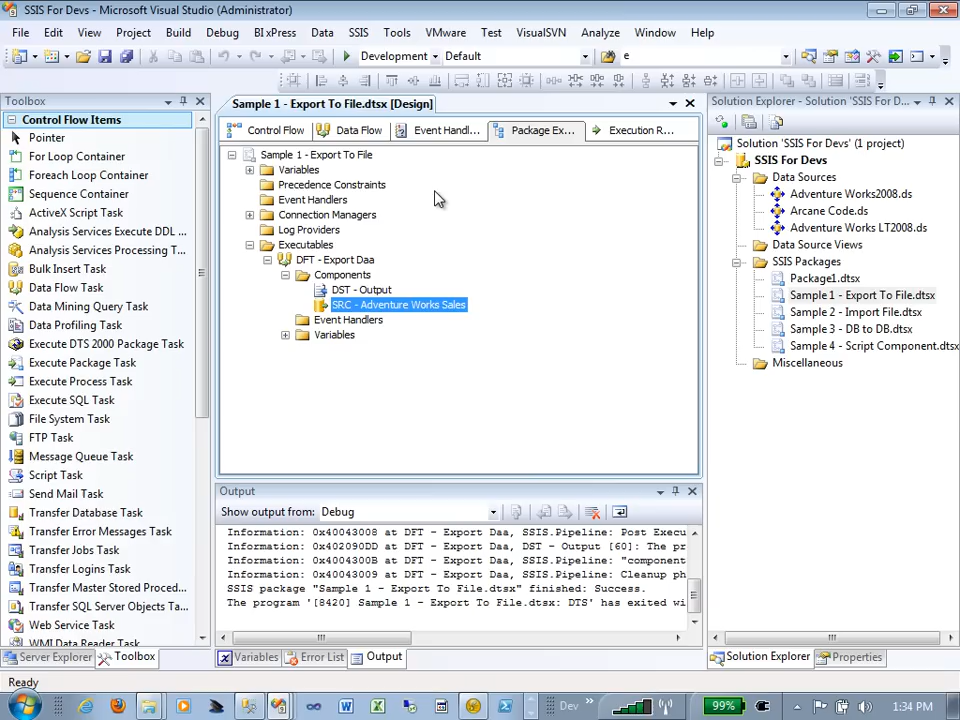 SSIS For Devs - Microsoft Visual Studio (Administrator)
File Edit View Project Build Debug BI xPress Data SSIS Tools VMware Test VisualSVN Analyze Window Help
Development Default e
Toolbox
Control Flow Items
Pointer
For Loop Container
Foreach Loop Container
Sequence Container
ActiveX Script Task
Analysis Services Execute DDL ...
Analysis Services Processing T...
Bulk Insert Task
Data Flow Task
Data Mining Query Task
Data Profiling Task
Execute DTS 2000 Package Task
Execute Package Task
Execute Process Task
Execute SQL Task
File System Task
FTP Task
Message Queue Task
Script Task
Send Mail Task
Transfer Database Task
Transfer Error Messages Task
Transfer Jobs Task
Transfer Logins Task
Transfer Master Stored Proced...
Transfer SQL Server Objects Ta...
Web Service Task
WMI Data Reader Task
Server Explorer Toolbox
Sample 1 - Export To File.dtsx [Design]
Control Flow Data Flow Event Handl... Package Ex... Execution R...
Sample 1 - Export To File
Variables
Precedence Constraints
Event Handlers
Connection Managers
Log Providers
Executables
DFT - Export Daa
Components
DST - Output
SRC - Adventure Works Sales
Event Handlers
Variables
Output
Show output from: Debug
Information: 0x40043008 at DFT - Export Daa, SSIS.Pipeline: Post Execu
Information: 0x402090DD at DFT - Export Daa, DST - Output [60]: The pr
Information: 0x4004300B at DFT - Export Daa, SSIS.Pipeline: "component
Information: 0x40043009 at DFT - Export Daa, SSIS.Pipeline: Cleanup ph
SSIS package "Sample 1 - Export To File.dtsx" finished: Success.
The program '[8420] Sample 1 - Export To File.dtsx: DTS' has exited wi
Variables Error List Output
Solution Explorer - Solution 'SSIS For D...
Solution 'SSIS For Devs' (1 project)
SSIS For Devs
Data Sources
Adventure Works2008.ds
Arcane Code.ds
Adventure Works LT2008.ds
Data Source Views
SSIS Packages
Package1.dtsx
Sample 1 - Export To File.dtsx
Sample 2 - Import File.dtsx
Sample 3 - DB to DB.dtsx
Sample 4 - Script Component.dtsx
Miscellaneous
Solution Explorer Properties
Ready
Dev » 99% 1:34 PM